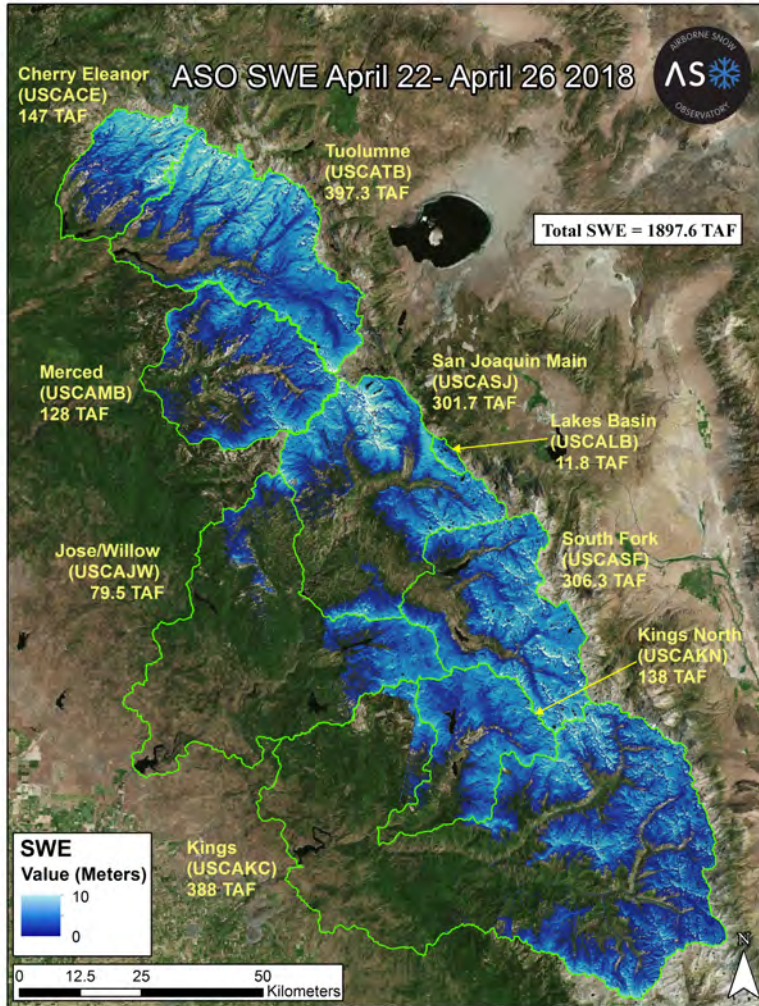 ASO SWE April 22- April 26 2018
AIRBORNE SNOW
ASO
OBSERVATORY
Cherry Eleanor
(USCACE)
147 TAF
Tuolumne
(USCATB)
397.3 TAF
Total SWE = 1897.6 TAF
Merced
(USCAMB)
128 TAF
San Joaquin Main
(USCASJ)
301.7 TAF
Lakes Basin
(USCALB)
11.8 TAF
Jose/Willow
(USCAJW)
79.5 TAF
South Fork
(USCASF)
306.3 TAF
Kings North
(USCAKN)
138 TAF
Kings
(USCAKC)
388 TAF
SWE
Value (Meters)
10
0
0 12.5 25 50
Kilometers
N